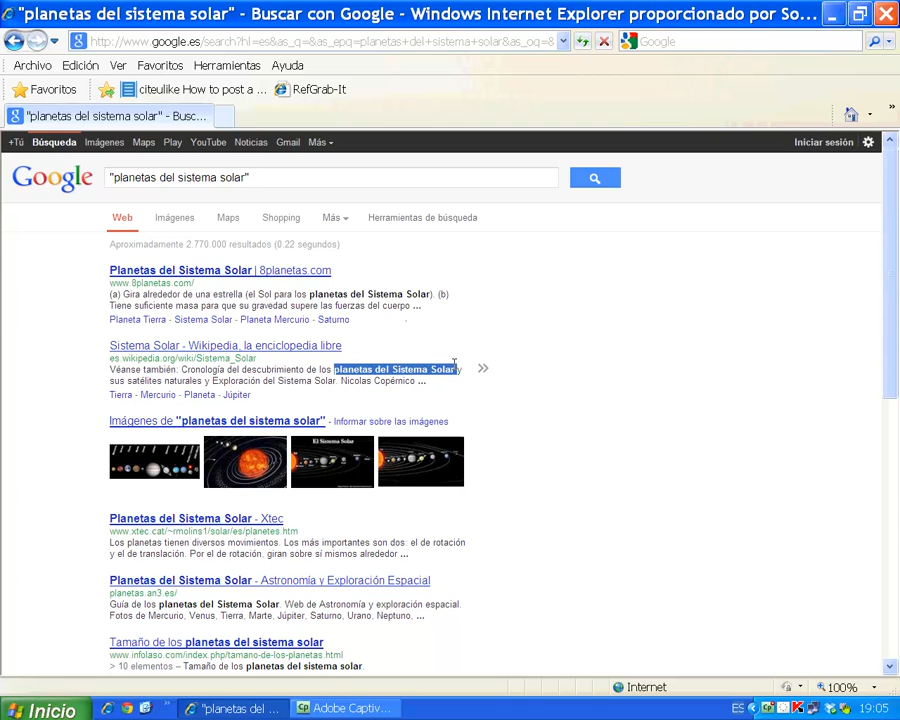 "planetas del sistema solar" - Buscar con Google - Windows Internet Explorer proporcionado por So...
http://www.google.es/search?hl=es&as_q=&as_epq=planetas+del+sistema+solar&as_oq=&
Google
Archivo Edición Ver Favoritos Herramientas Ayuda
Favoritos citeulike How to post a ... RefGrab-It
"planetas del sistema solar" - Busc...
+Tú Búsqueda Imágenes Maps Play YouTube Noticias Gmail Más Iniciar sesión
Google "planetas del sistema solar"
Web Imágenes Maps Shopping Más Herramientas de búsqueda
Aproximadamente 2.770.000 resultados (0.22 segundos)
Planetas del Sistema Solar | 8planetas.com
www.8planetas.com/
(a) Gira alrededor de una estrella (el Sol para los planetas del Sistema Solar). (b)
Tiene suficiente masa para que su gravedad supere las fuerzas del cuerpo ...
Planeta Tierra - Sistema Solar - Planeta Mercurio - Saturno
Sistema Solar - Wikipedia, la enciclopedia libre
es.wikipedia.org/wiki/Sistema_Solar
Véanse también: Cronología del descubrimiento de los planetas del Sistema Solar y
sus satélites naturales y Exploración del Sistema Solar. Nicolas Copérnico ...
Tierra - Mercurio - Planeta - Júpiter
Imágenes de "planetas del sistema solar" - Informar sobre las imágenes
El Sistema Solar
Planetas del Sistema Solar - Xtec
www.xtec.cat/~rmolins1/solar/es/planetes.htm
Los planetas tienen diversos movimientos. Los más importantes son dos: el de rotación
y el de translación. Por el de rotación, giran sobre sí mismos alrededor ...
Planetas del Sistema Solar - Astronomía y Exploración Espacial
planetas.an3.es/
Guía de los planetas del Sistema Solar. Web de Astronomía y exploración espacial.
Fotos de Mercurio, Venus, Tierra, Marte, Júpiter, Saturno, Urano, Neptuno, ...
Tamaño de los planetas del sistema solar
www.infolaso.com/index.php/tamano-de-los-planetas.html
> 10 elementos – Tamaño de los planetas del sistema solar.
Internet 100%
Inicio "planetas del ... Adobe Captiv... ES 19:05